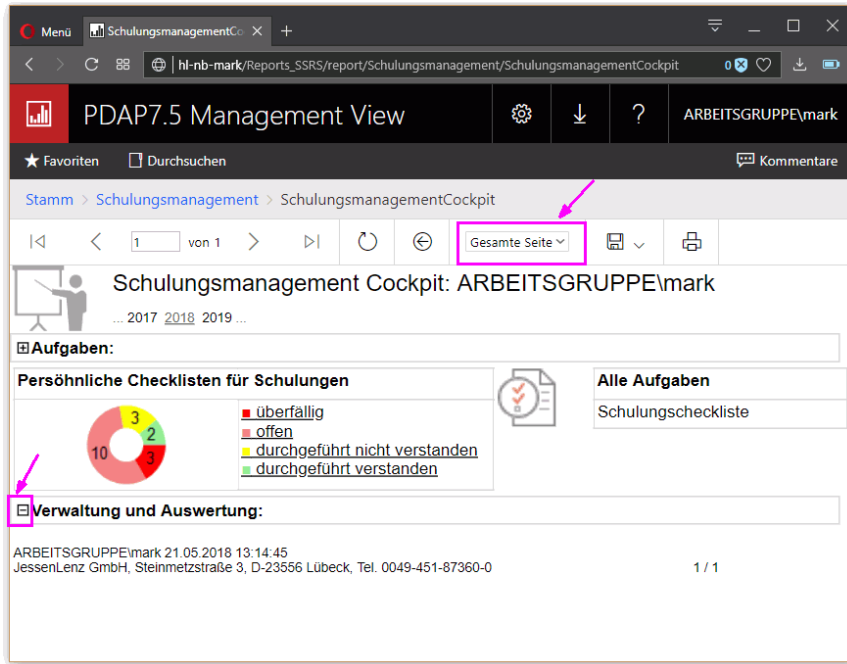 Menü
SchulungsmanagementCo
hl-nb-mark/Reports_SSRS/report/Schulungsmanagement/SchulungsmanagementCockpit
0
PDAP7.5 Management View
?
ARBEITSGRUPPE\mark
Favoriten
Durchsuchen
Kommentare
Stamm > Schulungsmanagement > SchulungsmanagementCockpit
1 von 1
Gesamte Seite
Schulungsmanagement Cockpit: ARBEITSGRUPPE\mark
... 2017 2018 2019 ...
Aufgaben:
Persöhnliche Checklisten für Schulungen
3
2
10
3
überfällig
offen
durchgeführt nicht verstanden
durchgeführt verstanden
Alle Aufgaben
Schulungscheckliste
Verwaltung und Auswertung:
ARBEITSGRUPPE\mark 21.05.2018 13:14:45
JessenLenz GmbH, Steinmetzstraße 3, D-23556 Lübeck, Tel. 0049-451-87360-0
1 / 1